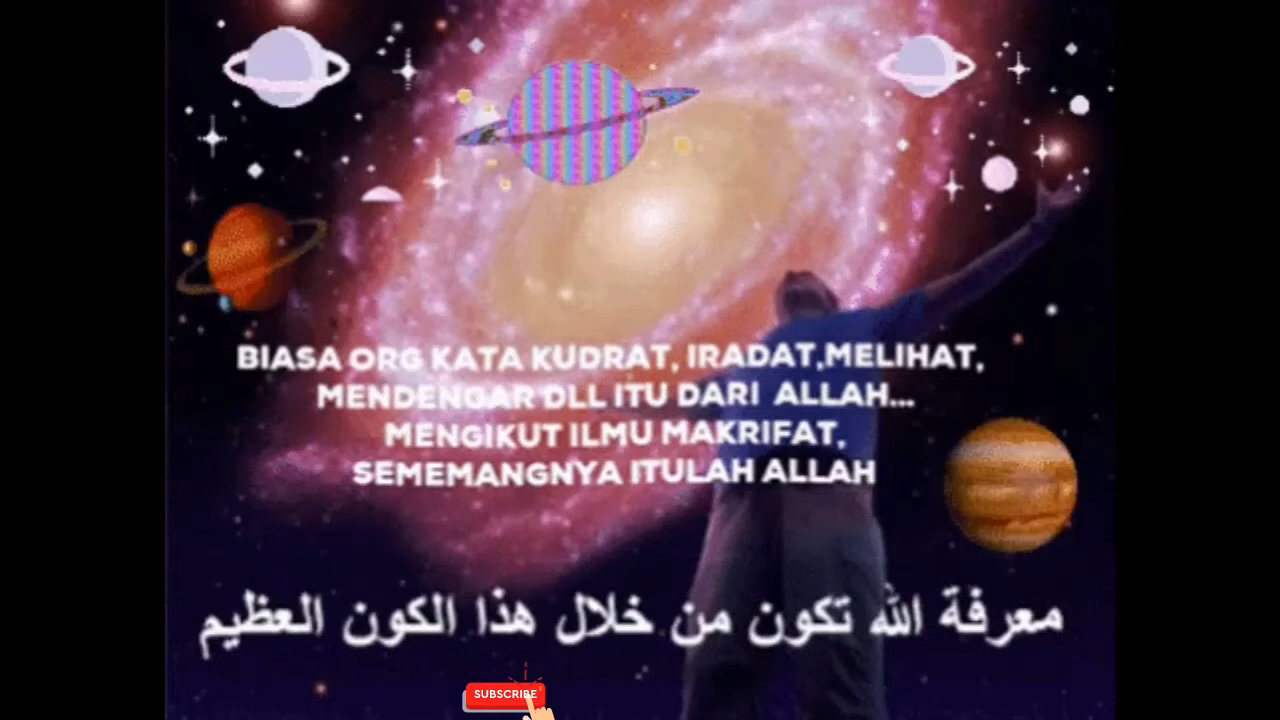 BIASA ORG KATA KUDRAT, IRADAT,MELIHAT,
MENDENGAR DLL ITU DARI ALLAH...
MENGIKUT ILMU MAKRIFAT,
SEMEMANGNYA ITULAH ALLAH
معرفة الله تكون من خلال هذا الكون العظيم
SUBSCRIBE